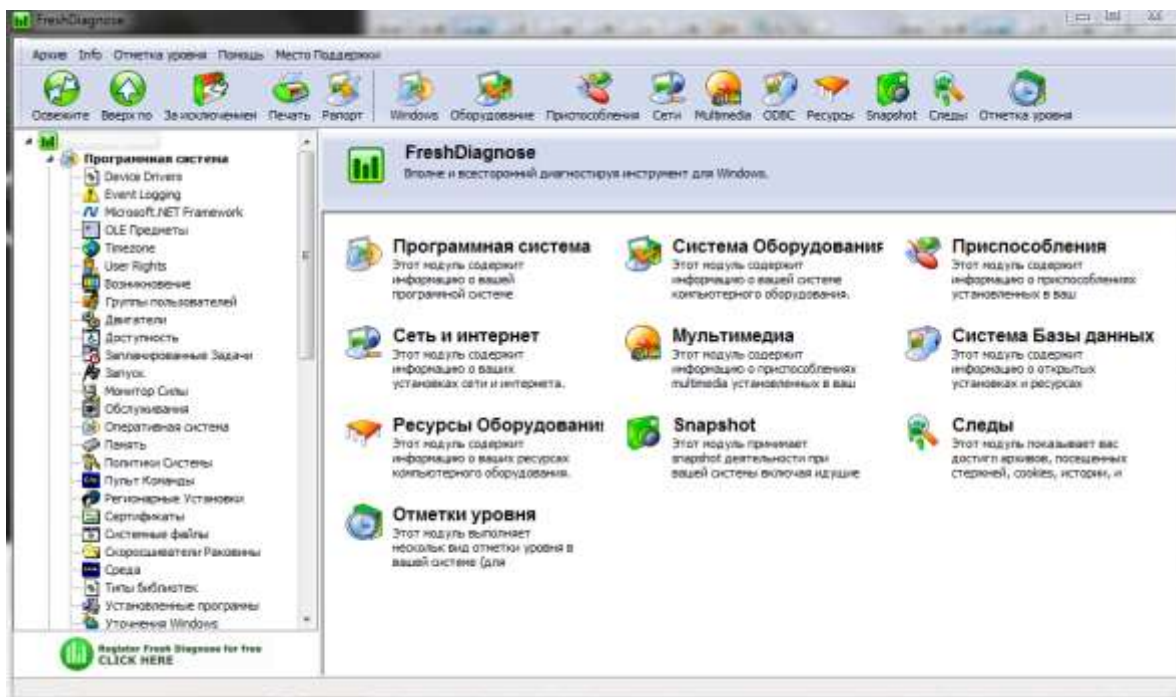 FreshDiagnose
Архив Info Отметка уровня Помощь Место Поддержки
Освежите Вверх по За исключением Печать Рапорт Windows Оборудование Приспособления Сети Multimedia ODBC Ресурсы Snapshot Следы Отметка уровня
Программная система
Device Drivers
Event Logging
Microsoft.NET Framework
OLE Предметы
Timezone
User Rights
Возникновение
Группы пользователей
Двигатели
Доступность
Запланированные Задачи
Запуск
Монитор Силы
Обслуживания
Оперативная система
Память
Политики Системы
Пульт Команды
Регионарные Установки
Сертификаты
Системные файлы
Скоросшиватели Раковины
Среда
Типы библиотек
Установленные программы
Уточнения Windows
Register Fresh Diagnose for free
CLICK HERE
FreshDiagnose
Вполне и всесторонний диагностируя инструмент для Windows.
Программная система
Этот модуль содержит
информацию о вашей
программной системе
Система Оборудования
Этот модуль содержит
информацию о вашей системе
компьютерного оборудования.
Приспособления
Этот модуль содержит
информацию о приспособлениях
установленных в ваш
Сеть и интернет
Этот модуль содержит
информацию о ваших
установках сети и интернета.
Мультимедиа
Этот модуль содержит
информацию о приспособлениях
multimedia установленных в ваш
Система Базы данных
Этот модуль содержит
информацию о открытых
установках и ресурсах
Ресурсы Оборудовани
Этот модуль содержит
информацию о ваших ресурсах
компьютерного оборудования.
Snapshot
Этот модуль принимает
snapshot деятельности при
вашей системы включая идущие
Следы
Этот модуль показывает вас
достигл архивов, посещенных
стержней, cookies, истории, и
Отметки уровня
Этот модуль выполняет
нескольк вид отметки уровня в
вашей системе (для